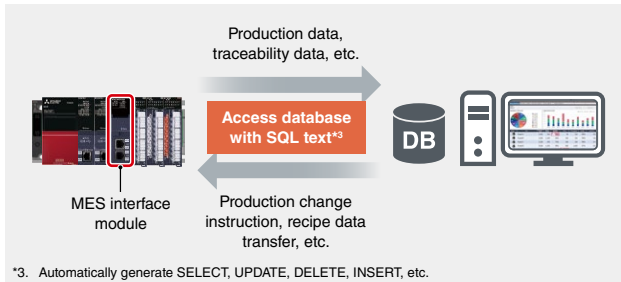 Production data,
traceability data, etc.
Access database
with SQL text*3
DB
MES interface
module
Production change
instruction, recipe data
transfer, etc.
*3. Automatically generate SELECT, UPDATE, DELETE, INSERT, etc.